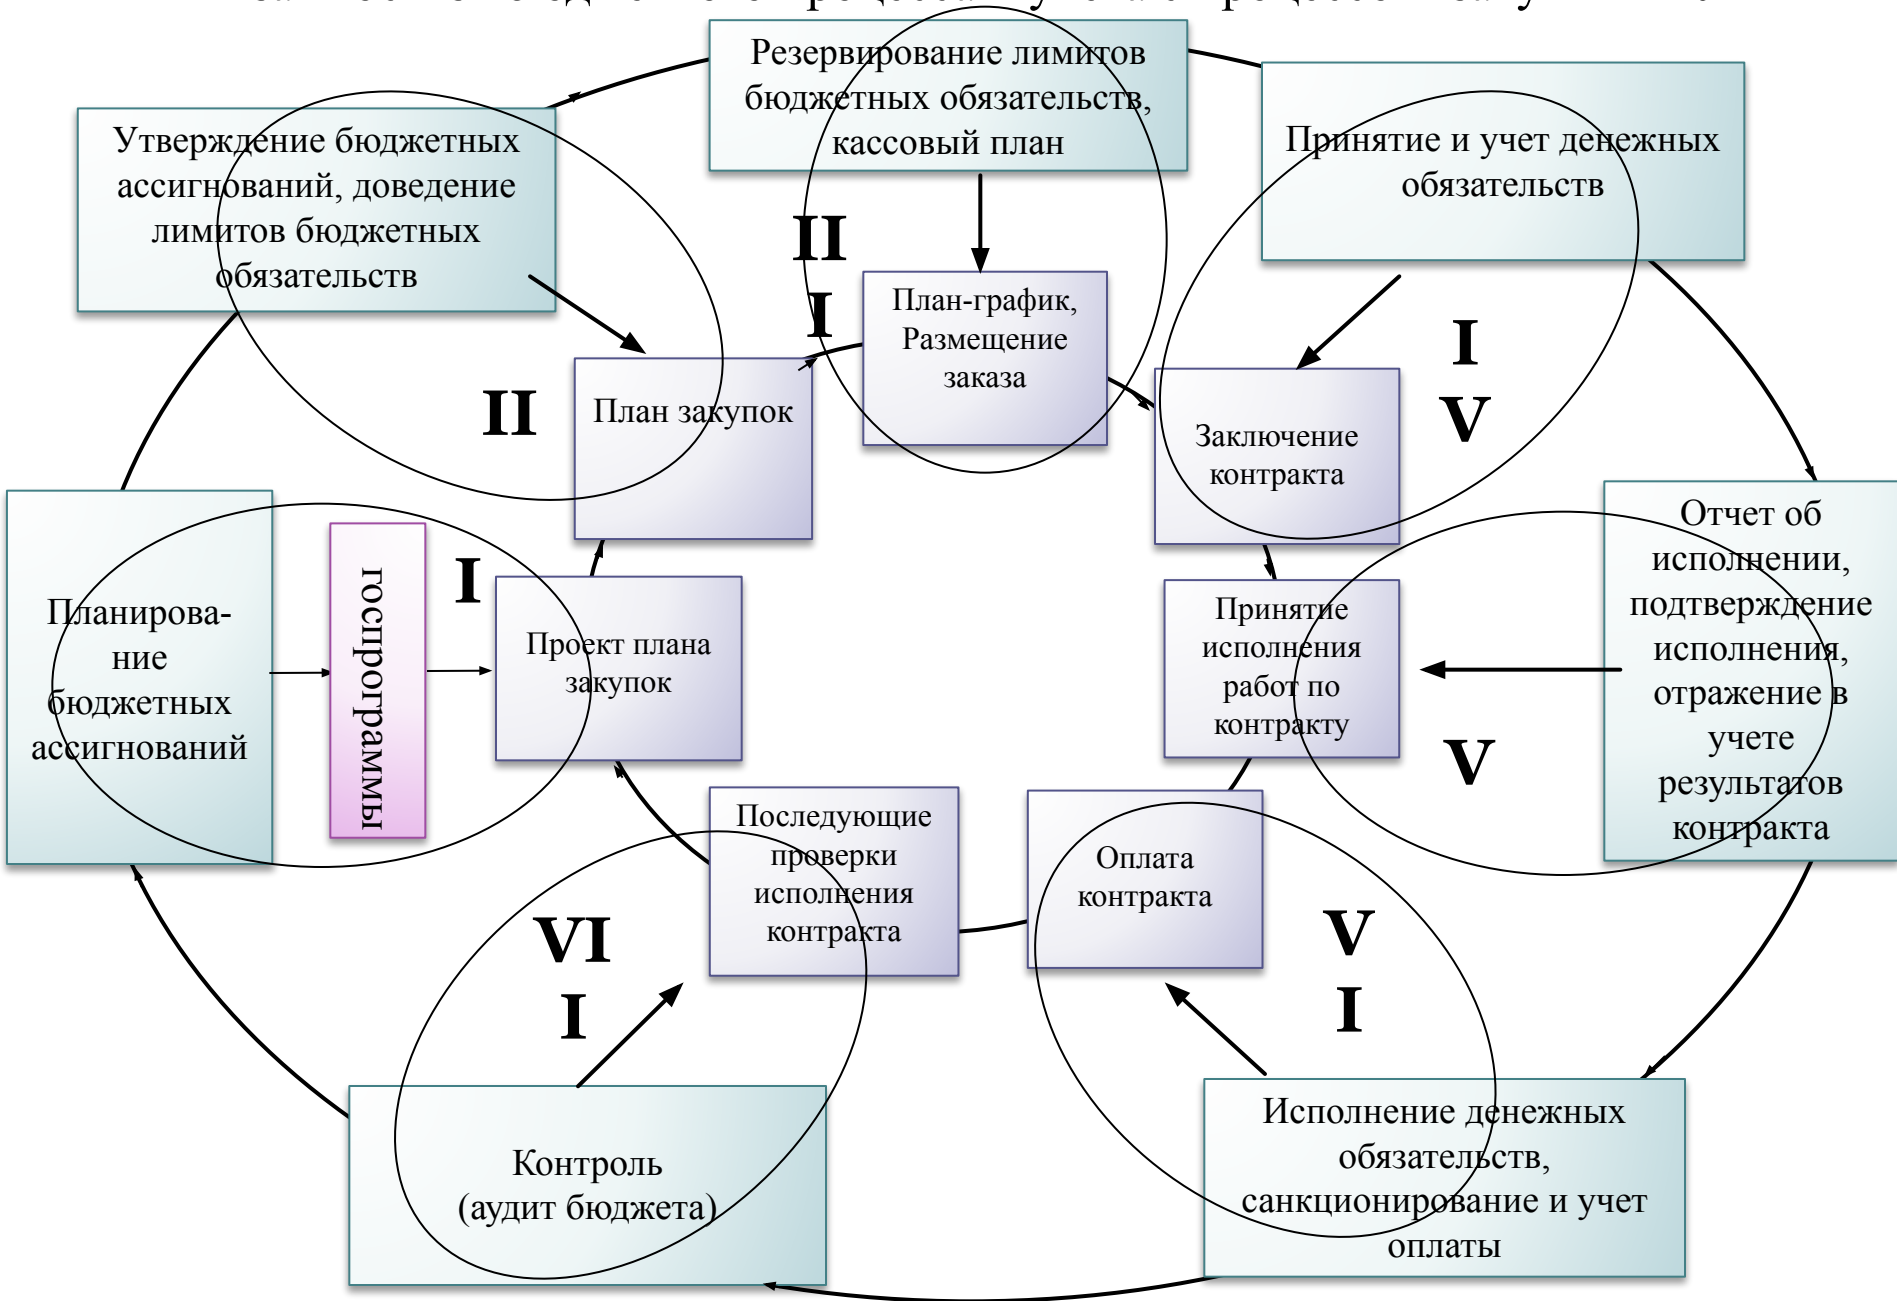 Резервирование лимитов
бюджетных обязательств,
кассовый план
Утверждение бюджетных
ассигнований, доведение
лимитов бюджетных
обязательств
Принятие и учет денежных
обязательств
II
I
План-график,
Размещение
заказа
I
V
II
План закупок
Заключение
контракта
Планирова-
ние
бюджетных
ассигнований
госпрограммы
I
Проект плана
закупок
Принятие
исполнения
работ по
контракту
Отчет об
исполнении,
подтверждение
исполнения,
отражение в
учете
результатов
контракта
V
Последующие
проверки
исполнения
контракта
Оплата
контракта
VI
I
V
I
Контроль
(аудит бюджета)
Исполнение денежных
обязательств,
санкционирование и учет
оплаты